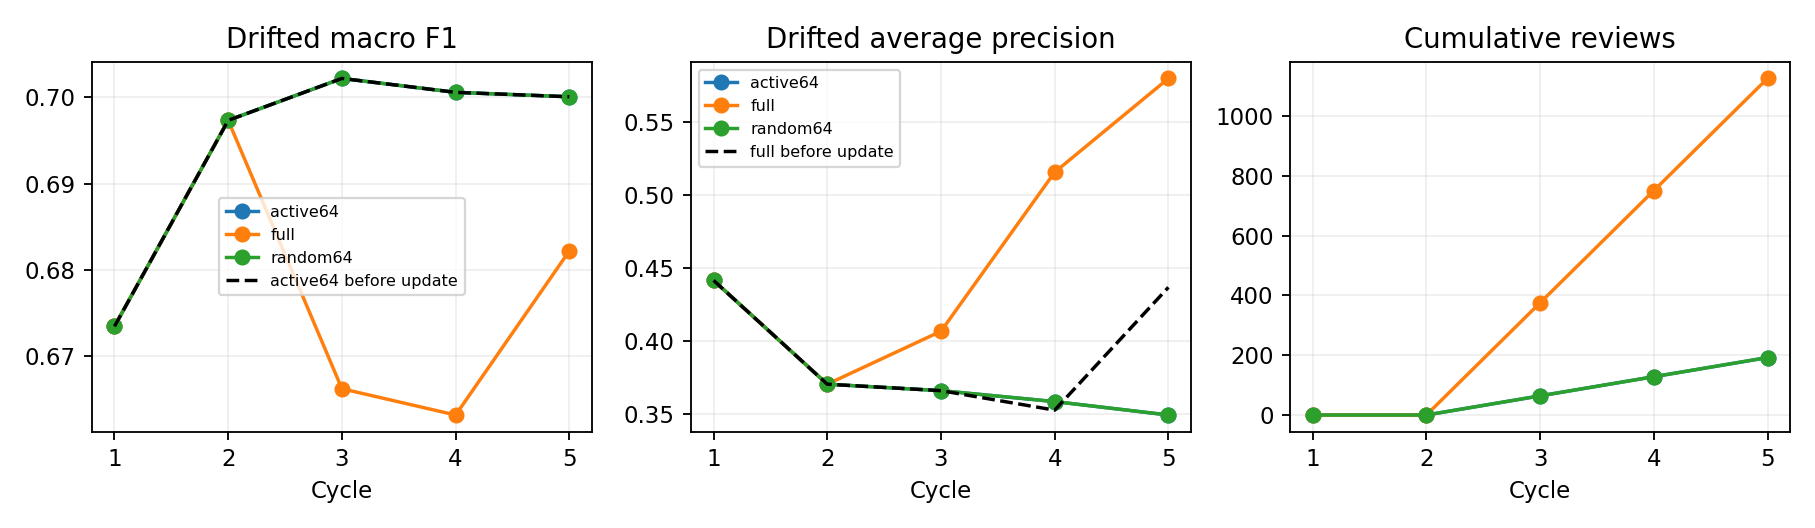 Drifted macro F1
0.70
0.69
0.68
0.67
active64
full
random64
active64 before update
1 2 3 4 5
Cycle
Drifted average precision
active64
full
random64
full before update
0.55
0.50
0.45
0.40
0.35
1 2 3 4 5
Cycle
Cumulative reviews
1000
800
600
400
200
0
1 2 3 4 5
Cycle